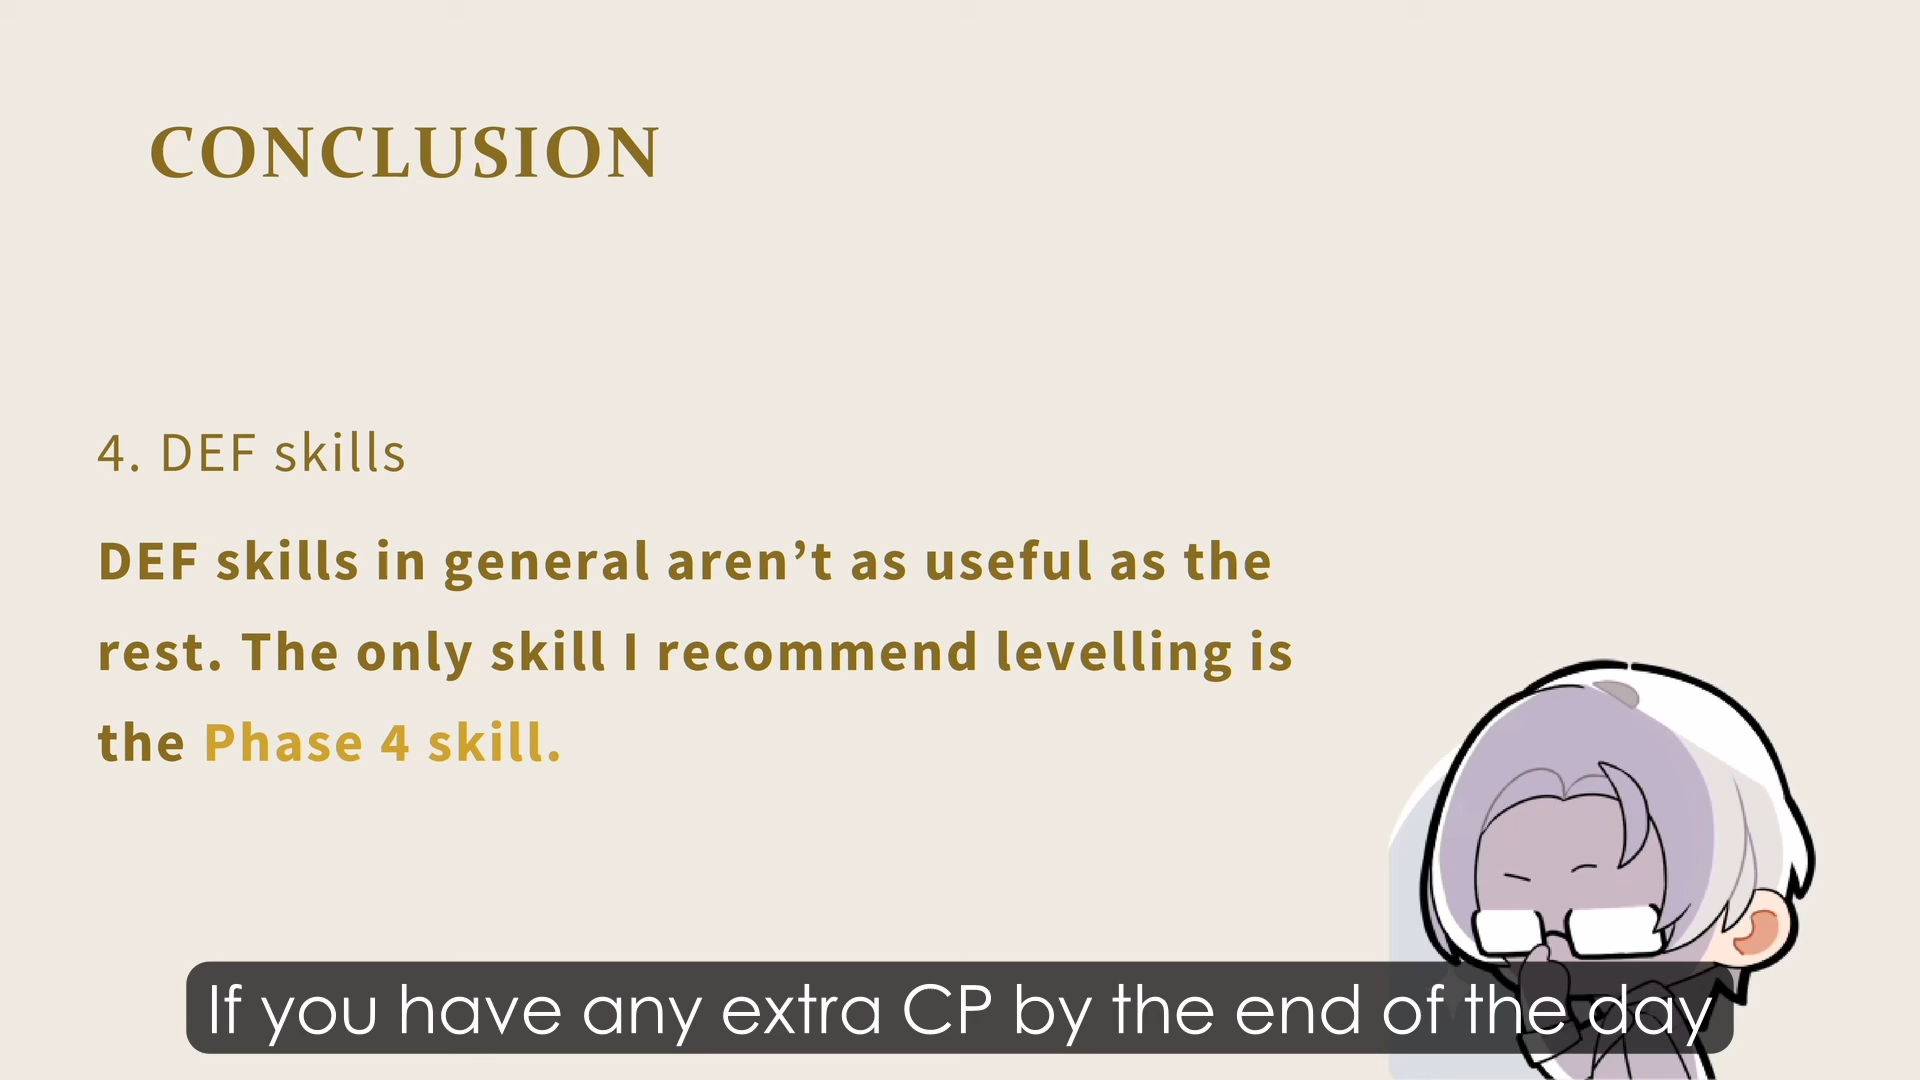 CONCLUSION
4. DEF skills
DEF skills in general aren’t as useful as the
rest. The only skill I recommend levelling is
the Phase 4 skill.
If you have any extra CP by the end of the day